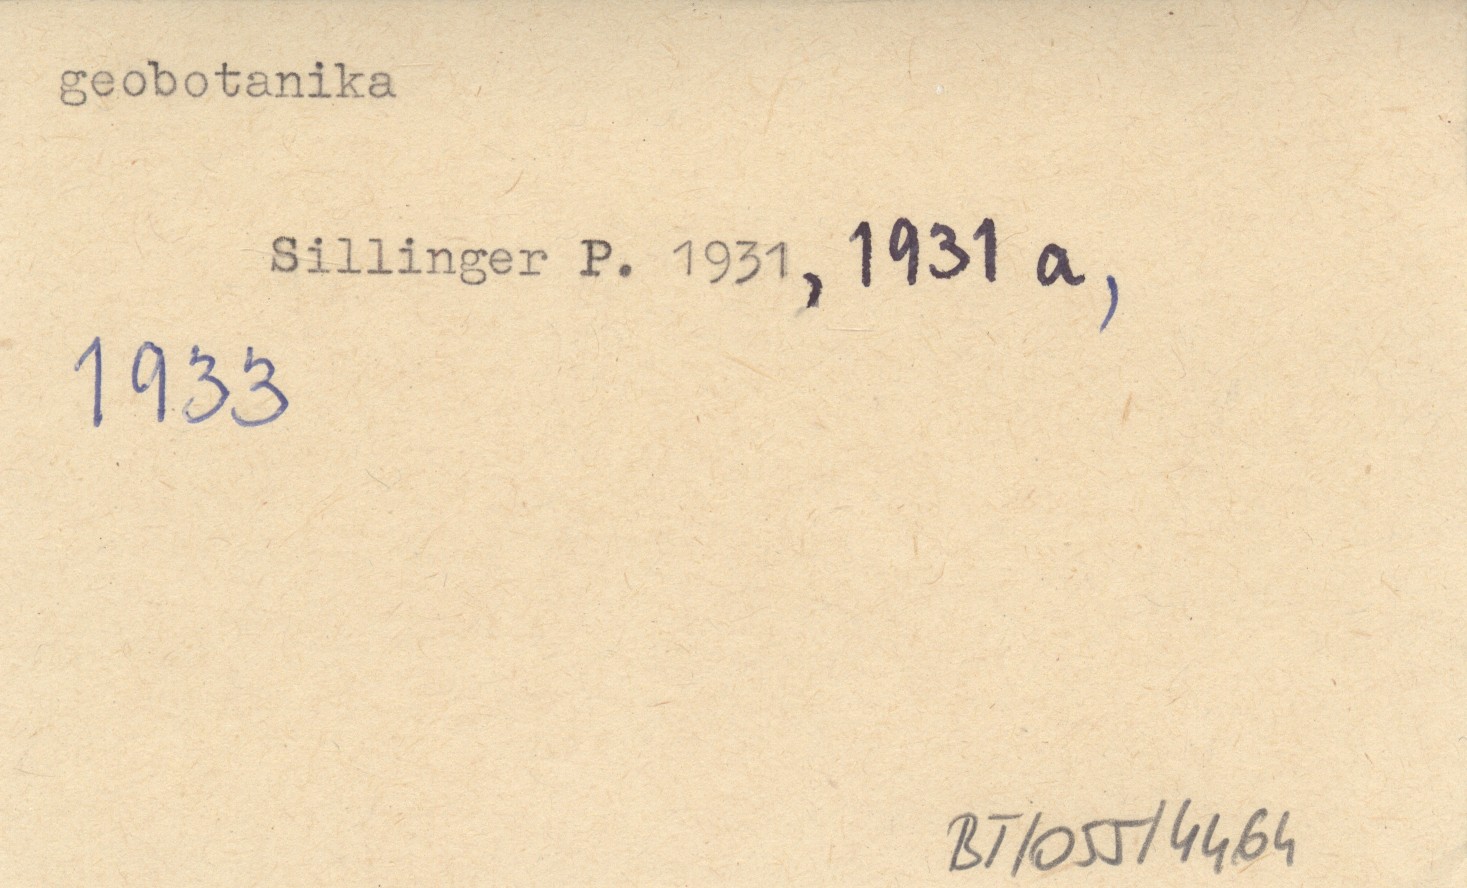 geobotanika
Sillinger P. 1931, 1931 a,
1933
BT/055/4464